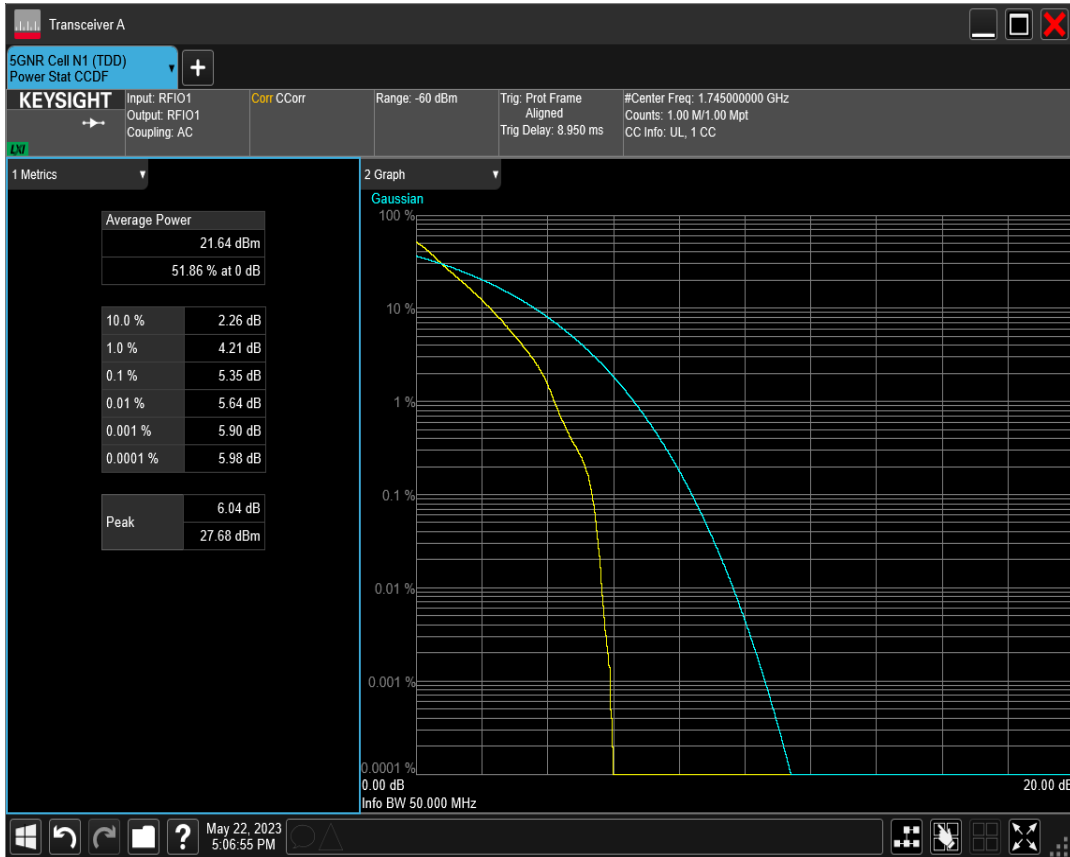 Transceiver A
5GNR Cell N1 (TDD)
Power Stat CCDF
+
KEYSIGHT
LXI
Input: RFIO1
Output: RFIO1
Coupling: AC
Corr CCorr
Range: -60 dBm
Trig: Prot Frame
Aligned
Trig Delay: 8.950 ms
#Center Freq: 1.745000000 GHz
Counts: 1.00 M/1.00 Mpt
CC Info: UL, 1 CC
1 Metrics
Average Power
21.64 dBm
51.86 % at 0 dB
10.0 % 2.26 dB
1.0 % 4.21 dB
0.1 % 5.35 dB
0.01 % 5.64 dB
0.001 % 5.90 dB
0.0001 % 5.98 dB
Peak
6.04 dB
27.68 dBm
2 Graph
Gaussian
100 %
10 %
1 %
0.1 %
0.01 %
0.001 %
0.0001 %
0.00 dB 20.00 dB
Info BW 50.000 MHz
?
May 22, 2023
5:06:55 PM